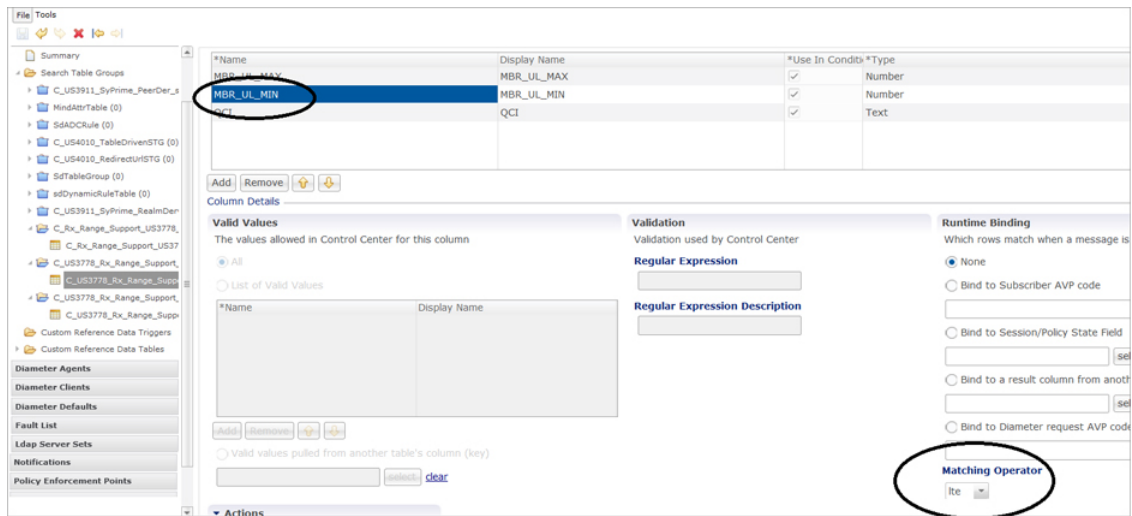 File Tools
Summary
Search Table Groups
C_US3911_SyPrime_PeerDer_s
MindAttrTable (0)
SdADCRule (0)
C_US4010_TableDrivenSTG (0)
C_US4010_RedirectUrlSTG (0)
SdTableGroup (0)
sdDynamicRuleTable (0)
C_US3911_SyPrime_RealmDer
C_Rx_Range_Support_US3778_
C_Rx_Range_Support_US37
C_US3778_Rx_Range_Support_
C_US3778_Rx_Range_Supp
C_US3778_Rx_Range_Support_
C_US3778_Rx_Range_Supp
Custom Reference Data Triggers
Custom Reference Data Tables
Diameter Agents
Diameter Clients
Diameter Defaults
Fault List
Ldap Server Sets
Notifications
Policy Enforcement Points
*Name Display Name *Use In Conditi *Type
MBR_UL_MAX MBR_UL_MAX Number
MBR_UL_MIN MBR_UL_MIN Number
QCI QCI Text
Add Remove
Column Details
Valid Values
The values allowed in Control Center for this column
All
List of Valid Values
*Name Display Name
Add Remove
Valid values pulled from another table's column (key)
select clear
Actions
Validation
Validation used by Control Center
Regular Expression
Regular Expression Description
Runtime Binding
Which rows match when a message is
None
Bind to Subscriber AVP code
Bind to Session/Policy State Field
sel
Bind to a result column from anoth
sel
Bind to Diameter request AVP code
Matching Operator
lte